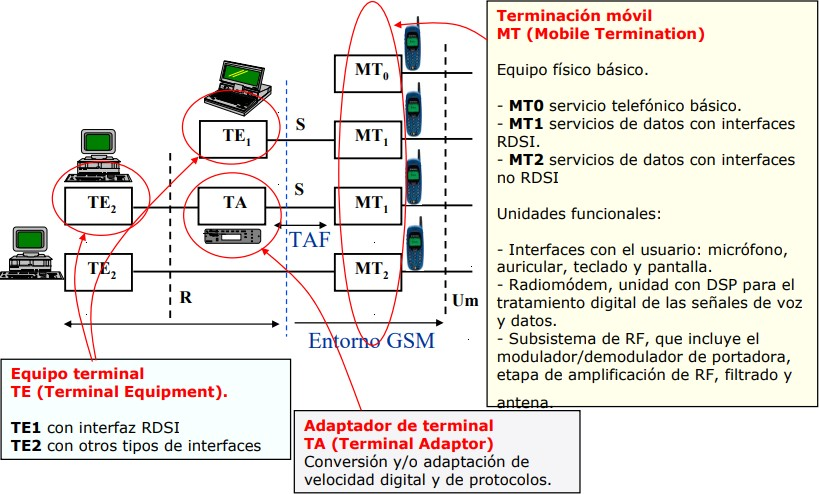 Terminación móvil
MT (Mobile Termination)
Equipo físico básico.
- MT0 servicio telefónico básico.
- MT1 servicios de datos con interfaces
RDSI.
- MT2 servicios de datos con interfaces
no RDSI
Unidades funcionales:
- Interfaces con el usuario: micrófono,
auricular, teclado y pantalla.
- Radiomódem, unidad con DSP para el
tratamiento digital de las señales de voz
y datos.
- Subsistema de RF, que incluye el
modulador/demodulador de portadora,
etapa de amplificación de RF, filtrado y
antena.
MT0
TE1
S
MT1
TE2
TA
S
MT1
TAF
TE2
MT2
R
Um
Entorno GSM
Equipo terminal
TE (Terminal Equipment).
TE1 con interfaz RDSI
TE2 con otros tipos de interfaces
Adaptador de terminal
TA (Terminal Adaptor)
Conversión y/o adaptación de
velocidad digital y de protocolos.